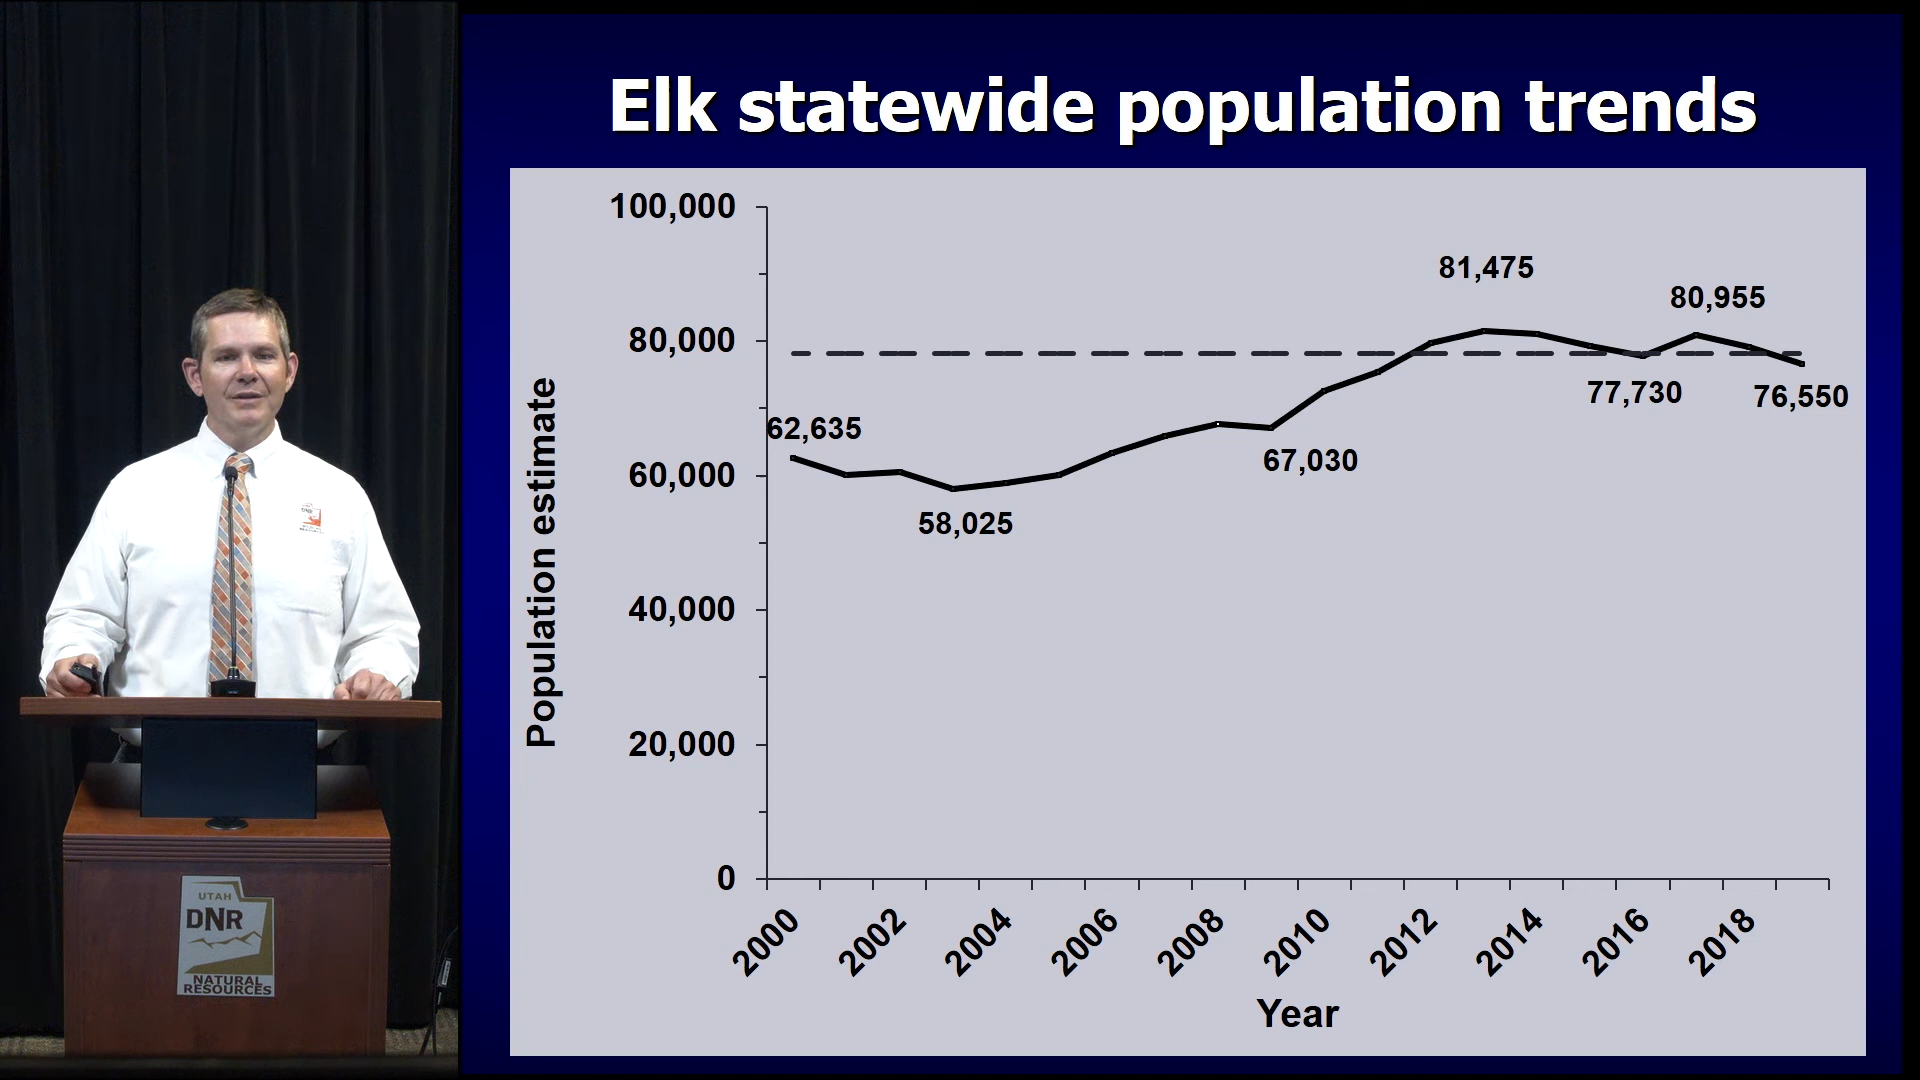 Elk statewide population trends
100,000
80,000
60,000
40,000
20,000
0
Population estimate
62,635
58,025
67,030
81,475
77,730
80,955
76,550
2000
2002
2004
2006
2008
2010
2012
2014
2016
2018
Year
DNR
UTAH
DNR
NATURAL
RESOURCES